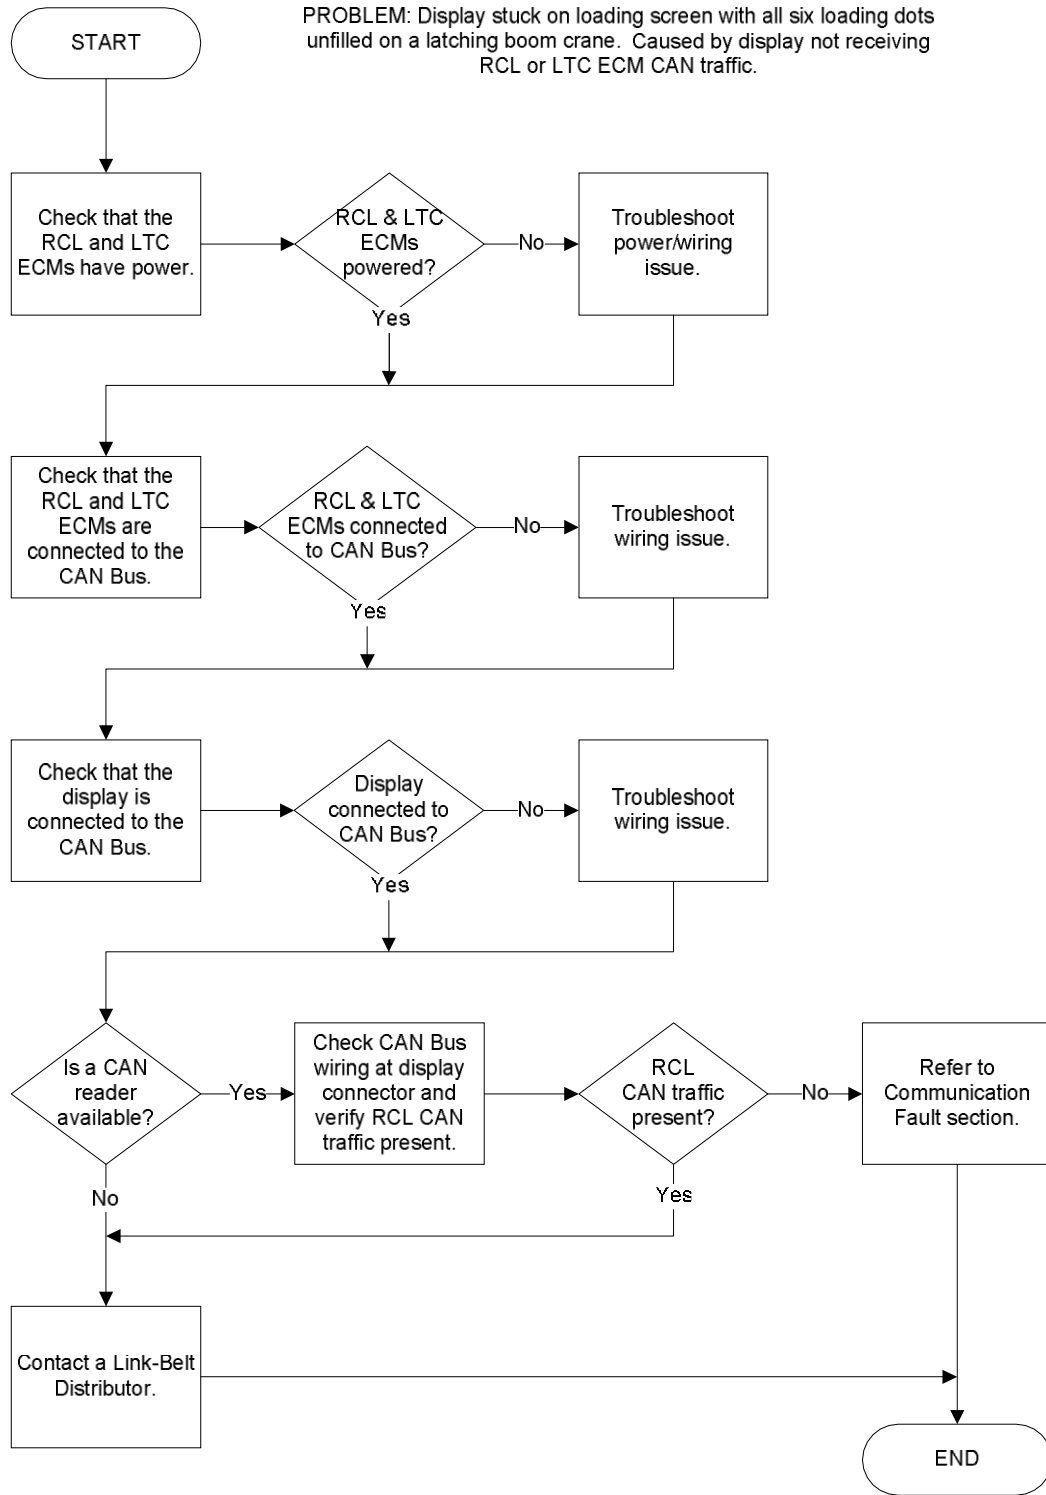 START
PROBLEM: Display stuck on loading screen with all six loading dots
unfilled on a latching boom crane. Caused by display not receiving
RCL or LTC ECM CAN traffic.
Check that the
RCL and LTC
ECMs have power.
RCL & LTC
ECMs
powered?
No
Troubleshoot
power/wiring
issue.
Yes
Check that the
RCL and LTC
ECMs are
connected to the
CAN Bus.
RCL & LTC
ECMs connected
to CAN Bus?
No
Troubleshoot
wiring issue.
Yes
Check that the
display is
connected to the
CAN Bus.
Display
connected to
CAN Bus?
No
Troubleshoot
wiring issue.
Yes
Is a CAN
reader
available?
Yes
Check CAN Bus
wiring at display
connector and
verify RCL CAN
traffic present.
RCL
CAN traffic
present?
No
Refer to
Communication
Fault section.
No
Yes
Contact a Link-Belt
Distributor.
END